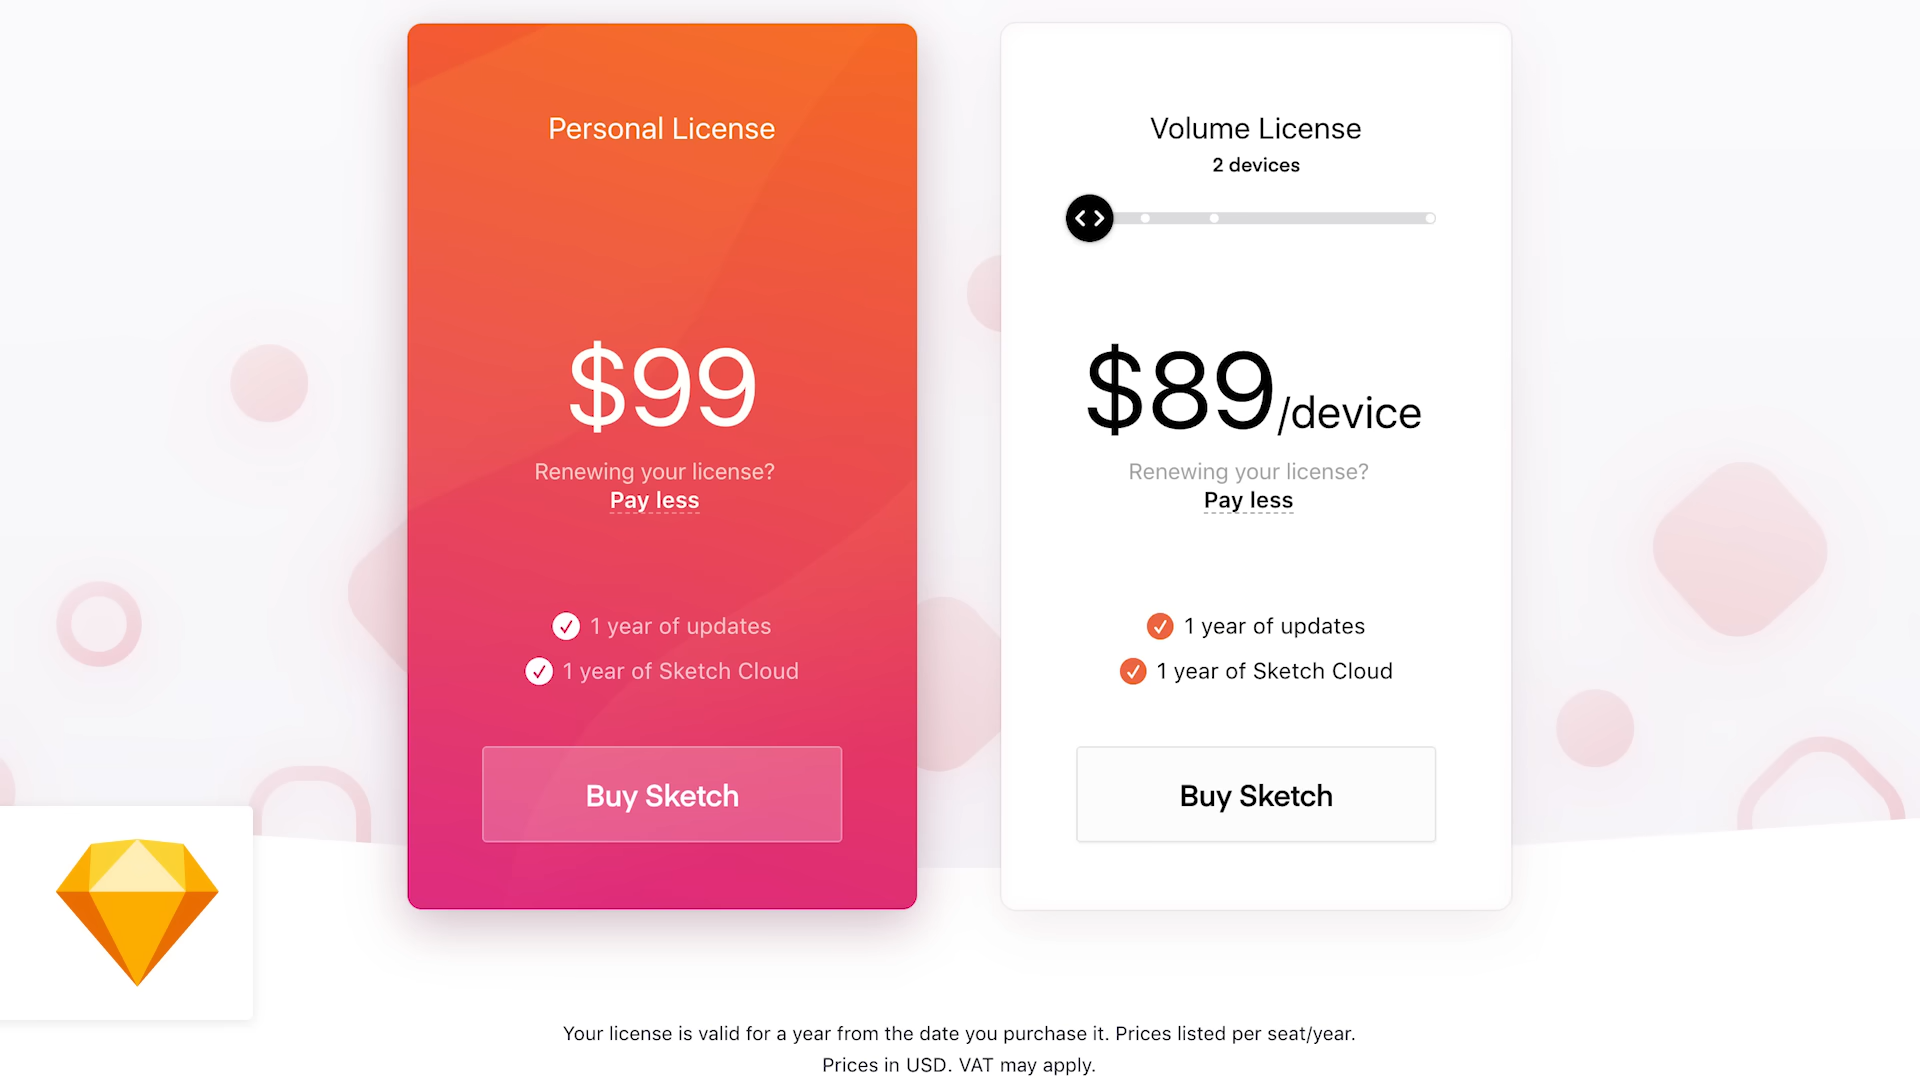 Personal License
$99
Renewing your license?
Pay less
1 year of updates
1 year of Sketch Cloud
Buy Sketch
Volume License
2 devices
$89/device
Renewing your license?
Pay less
1 year of updates
1 year of Sketch Cloud
Buy Sketch
Your license is valid for a year from the date you purchase it. Prices listed per seat/year.
Prices in USD. VAT may apply.